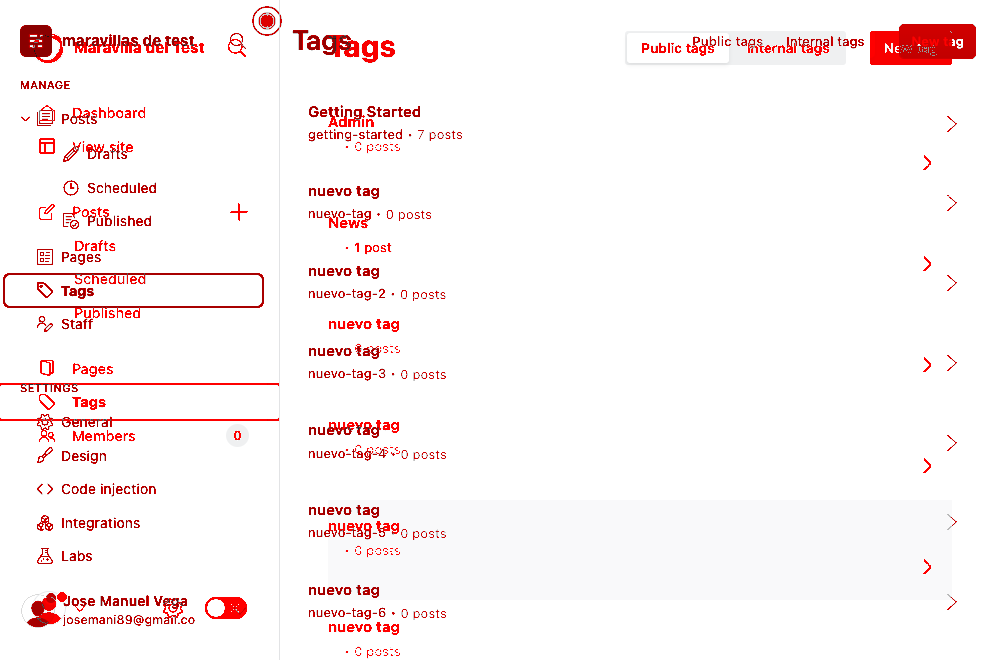 maravillas de test
Maravilla del Test
Tags
Tags
Public tags
Internal tags
New tag
Public tags
Internal tags
MANAGE
Dashboard
Posts
View site
Drafts
Scheduled
Posts
Published
Drafts
Pages
Scheduled
Tags
Published
Staff
Pages
SETTINGS
Tags
General
Members
0
Design
Code injection
Integrations
Labs
Jose Manuel Vega
josemani89@gmail.co
Getting Started
getting-started • 7 posts
Admin
• 0 posts
nuevo tag
nuevo-tag • 0 posts
News
• 1 post
nuevo tag
nuevo-tag-2 • 0 posts
nuevo tag
posts
nuevo tag
nuevo-tag-3 • 0 posts
nuevo tag
nuevo tag
0 posts
nuevo-tag-4 • 0 posts
nuevo tag
nuevo tag
nuevo-tag-5 • 0 posts
• 0 posts
nuevo tag
nuevo-tag-6 • 0 posts
nuevo tag
• 0 posts